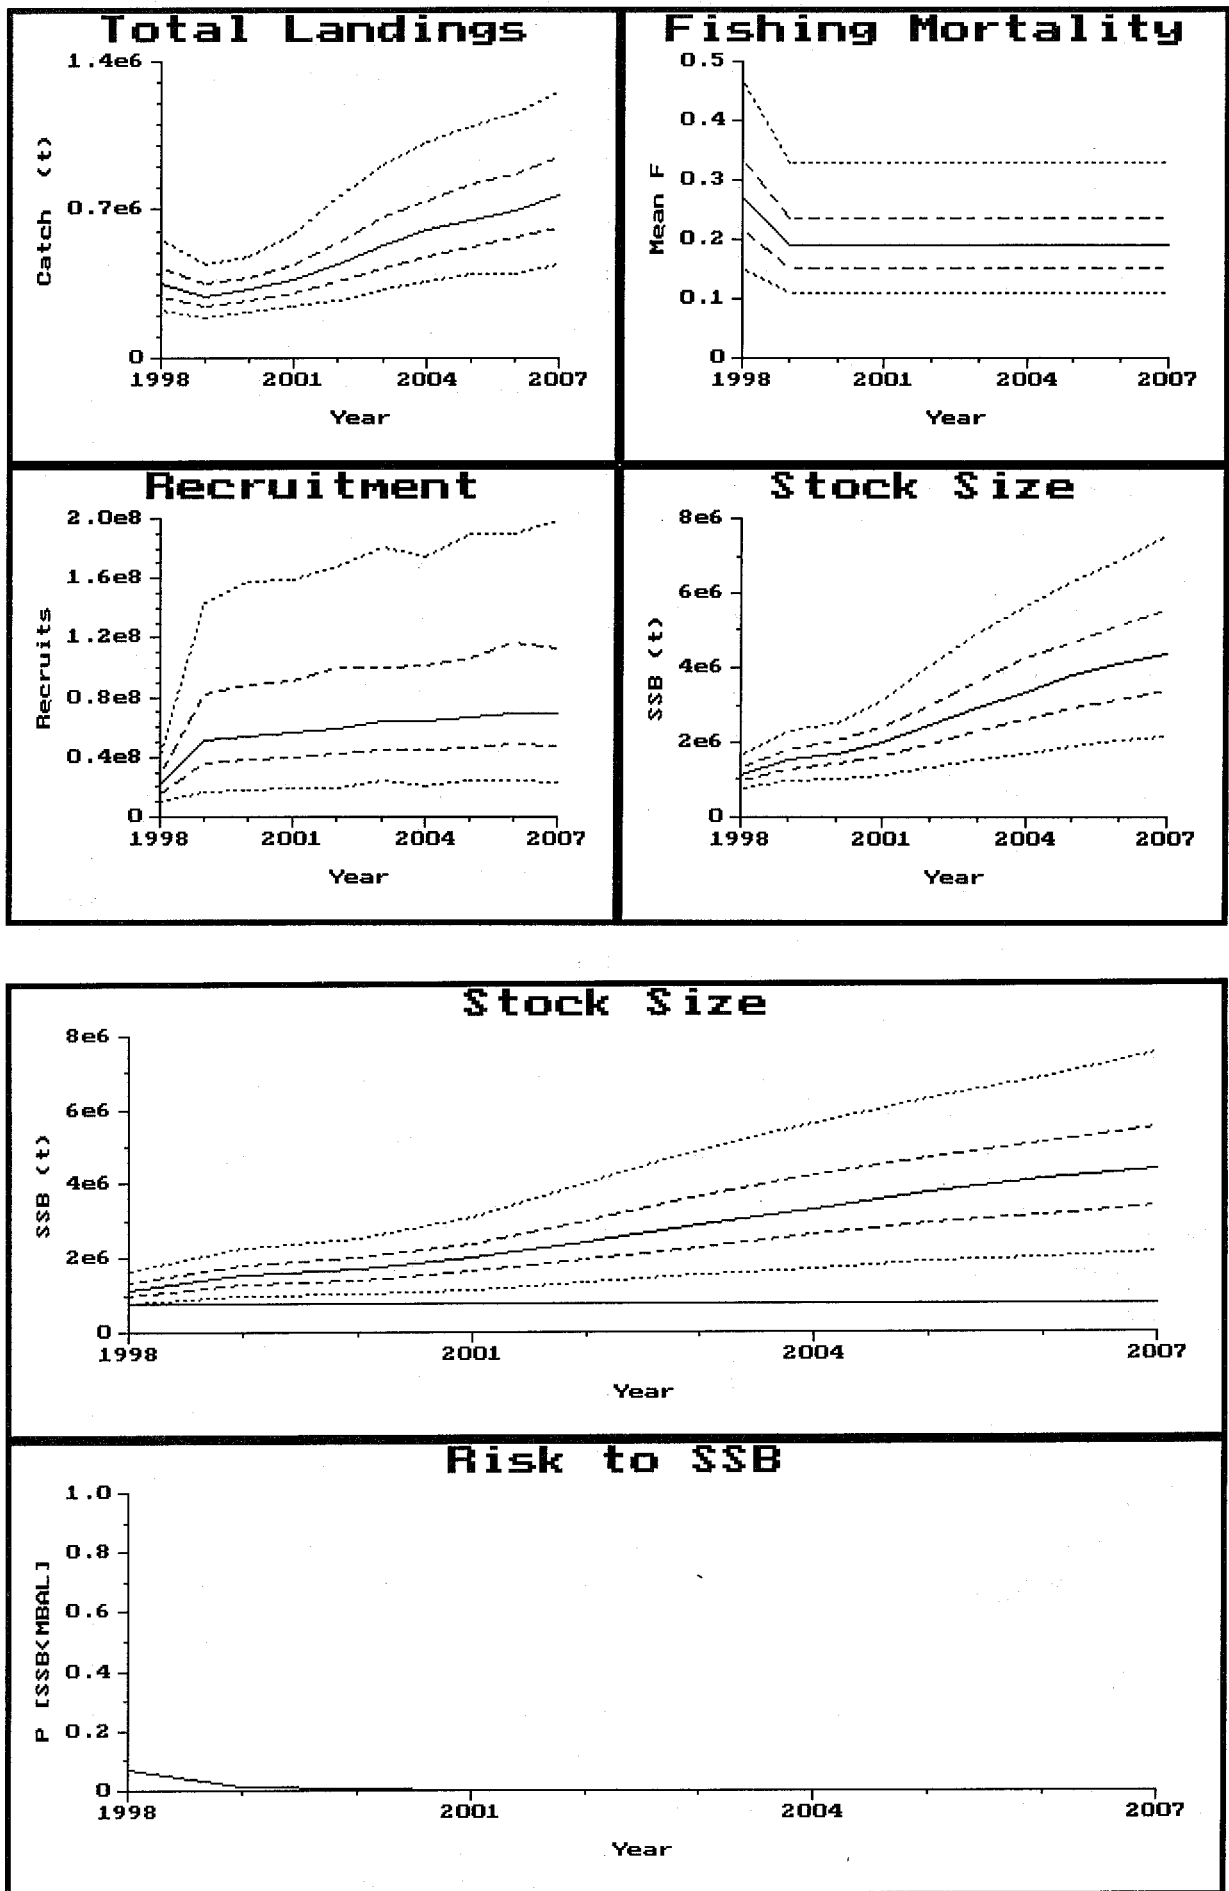 Total Landings
1.4e6
0.7e6
0
Catch (t)
1998 2001 2004 2007
Year
Fishing Mortality
0.5
0.4
0.3
0.2
0.1
0
Mean F
1998 2001 2004 2007
Year
Recruitment
2.0e8
1.6e8
1.2e8
0.8e8
0.4e8
0
Recruits
1998 2001 2004 2007
Year
Stock Size
8e6
6e6
4e6
2e6
0
SSB (t)
1998 2001 2004 2007
Year
Stock Size
8e6
6e6
4e6
2e6
0
SSB (t)
1998 2001 2004 2007
Year
Risk to SSB
1.0
0.8
0.6
0.4
0.2
0
P [SSB<MBAL]
1998 2001 2004 2007
Year